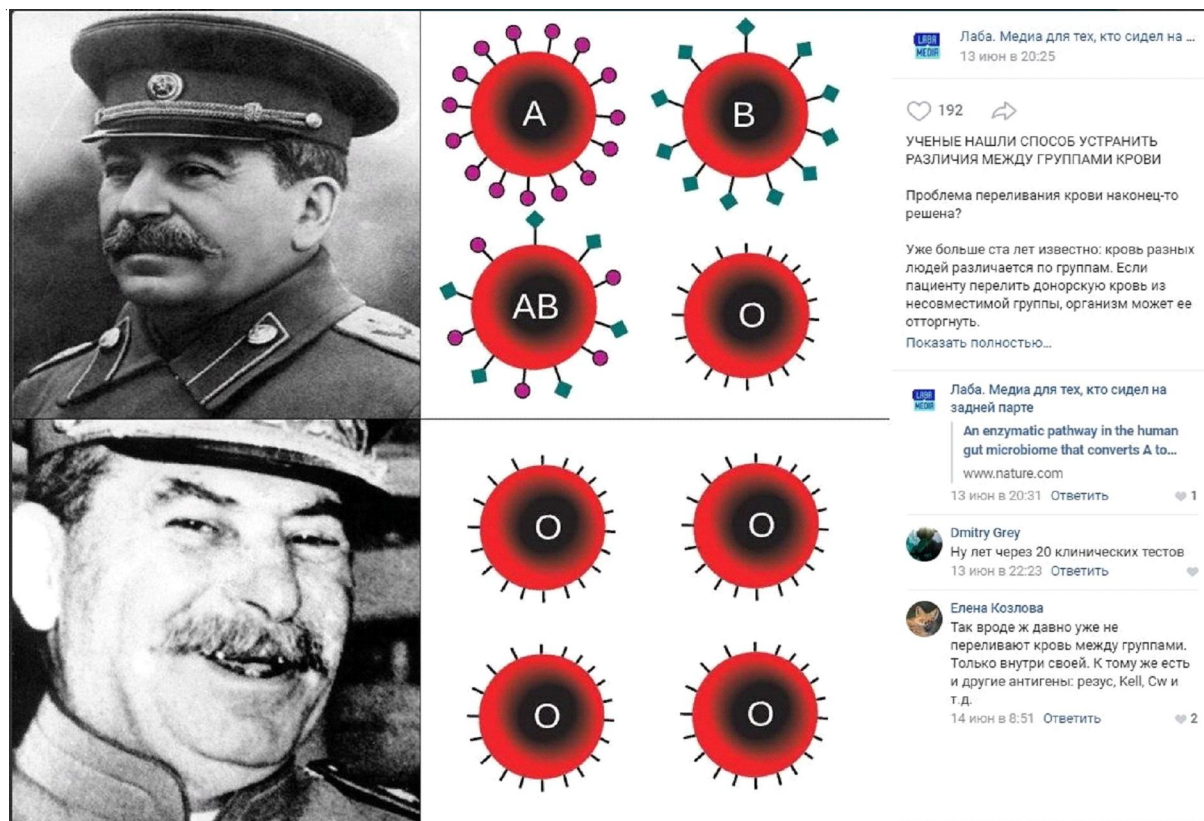 A
B
AB
O
O
O
O
O
LABA
MEDIA
Лаба. Медиа для тех, кто сидел на ...
13 июн в 20:25
192
УЧЕНЫЕ НАШЛИ СПОСОБ УСТРАНИТЬ
РАЗЛИЧИЯ МЕЖДУ ГРУППАМИ КРОВИ
Проблема переливания крови наконец-то
решена?
Уже больше ста лет известно: кровь разных
людей различается по группам. Если
пациенту перелить донорскую кровь из
несовместимой группы, организм может ее
отторгнуть.
Показать полностью...
LABA
MEDIA
Лаба. Медиа для тех, кто сидел на
задней парте
An enzymatic pathway in the human
gut microbiome that converts A to...
www.nature.com
13 июн в 20:31 Ответить 1
Dmitry Grey
Ну лет через 20 клинических тестов
13 июн в 22:23 Ответить
Елена Козлова
Так вроде ж давно уже не
переливают кровь между группами.
Только внутри своей. К тому же есть
и другие антигены: резус, Kell, Cw и
т.д.
14 июн в 8:51 Ответить 2